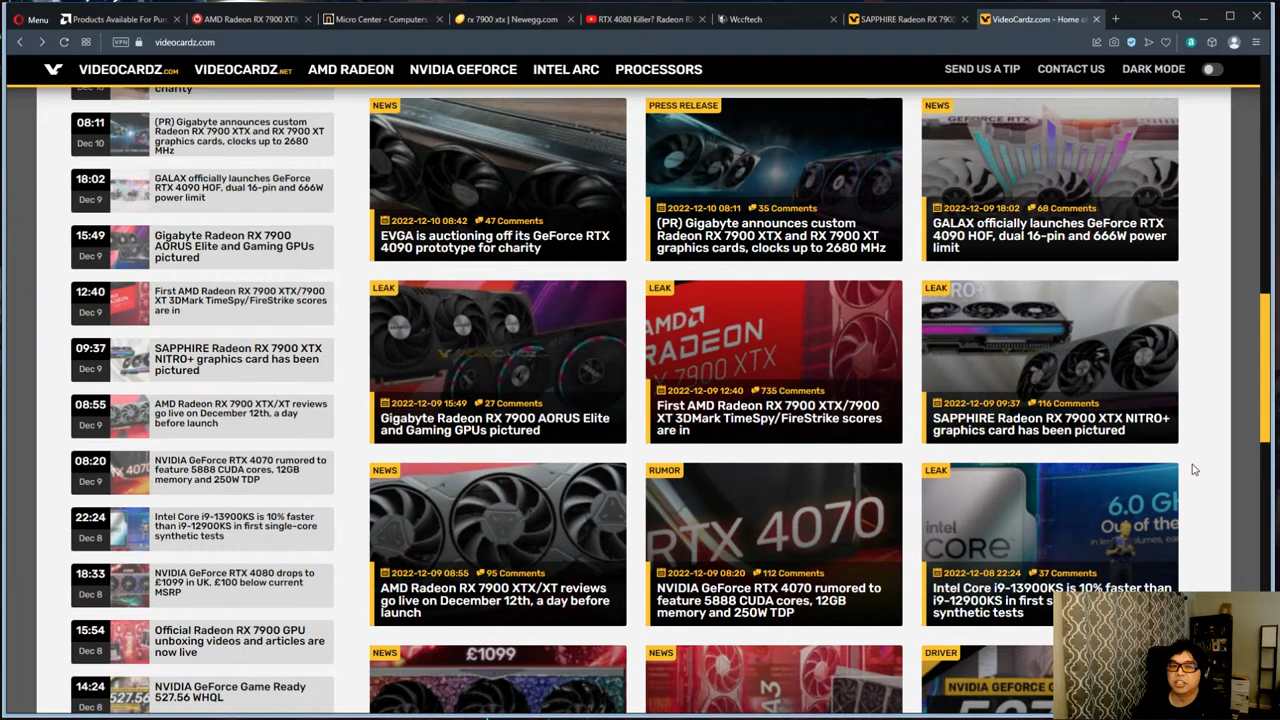 Menu
Products Available For Pur
AMD Radeon RX 7900 XTX
Micro Center - Computers
rx 7900 xtx | Newegg.com
RTX 4080 Killer? Radeon R
Wccftech
SAPPHIRE Radeon RX 790
VideoCardz.com - Home o
VPN
videocardz.com
VIDEOCARDZ.COM
VIDEOCARDZ.NET
AMD RADEON
NVIDIA GEFORCE
INTEL ARC
PROCESSORS
SEND US A TIP
CONTACT US
DARK MODE
charity
08:11
Dec 10
(PR) Gigabyte announces custom
Radeon RX 7900 XTX and RX 7900 XT
graphics cards, clocks up to 2680
MHz
18:02
Dec 9
GALAX officially launches GeForce
RTX 4090 HOF, dual 16-pin and 666W
power limit
15:49
Dec 9
Gigabyte Radeon RX 7900
AORUS Elite and Gaming GPUs
pictured
12:40
Dec 9
First AMD Radeon RX 7900 XTX/7900
XT 3DMark TimeSpy/FireStrike scores
are in
09:37
Dec 9
SAPPHIRE Radeon RX 7900 XTX
NITRO+ graphics card has been
pictured
08:55
Dec 9
AMD Radeon RX 7900 XTX/XT reviews
go live on December 12th, a day
before launch
08:20
Dec 9
NVIDIA GeForce RTX 4070 rumored to
feature 5888 CUDA cores, 12GB
memory and 250W TDP
22:24
Dec 8
Intel Core i9-13900KS is 10% faster
than i9-12900KS in first single-core
synthetic tests
18:33
Dec 8
NVIDIA GeForce RTX 4080 drops to
£1099 in UK, £100 below current
MSRP
15:54
Dec 8
Official Radeon RX 7900 GPU
unboxing videos and articles are
now live
14:24
Dec 8
NVIDIA GeForce Game Ready
527.56 WHQL
NEWS
2022-12-10 08:42 47 Comments
EVGA is auctioning off its GeForce RTX
4090 prototype for charity
PRESS RELEASE
2022-12-10 08:11 35 Comments
(PR) Gigabyte announces custom
Radeon RX 7900 XTX and RX 7900 XT
graphics cards, clocks up to 2680 MHz
NEWS
GEFORCE RTX
2022-12-09 18:02 68 Comments
GALAX officially launches GeForce RTX
4090 HOF, dual 16-pin and 666W power
limit
LEAK
2022-12-09 15:49 27 Comments
Gigabyte Radeon RX 7900 AORUS Elite
and Gaming GPUs pictured
LEAK
AMD
RADEON
RX 7900 XTX
2022-12-09 12:40 735 Comments
First AMD Radeon RX 7900 XTX/7900
XT 3DMark TimeSpy/FireStrike scores
are in
LEAK
2022-12-09 09:37 116 Comments
SAPPHIRE Radeon RX 7900 XTX NITRO+
graphics card has been pictured
NEWS
2022-12-09 08:55 95 Comments
AMD Radeon RX 7900 XTX/XT reviews
go live on December 12th, a day before
launch
RUMOR
RTX 4070
2022-12-09 08:20 112 Comments
NVIDIA GeForce RTX 4070 rumored to
feature 5888 CUDA cores, 12GB
memory and 250W TDP
LEAK
intel
CORE
6.0 GH
Out of the
2022-12-08 22:24 37 Comments
Intel Core i9-13900KS is 10% faster than
i9-12900KS in first s
synthetic tests
NEWS
£1099
NEWS
DRIVER
NVIDIA GEFORCE G